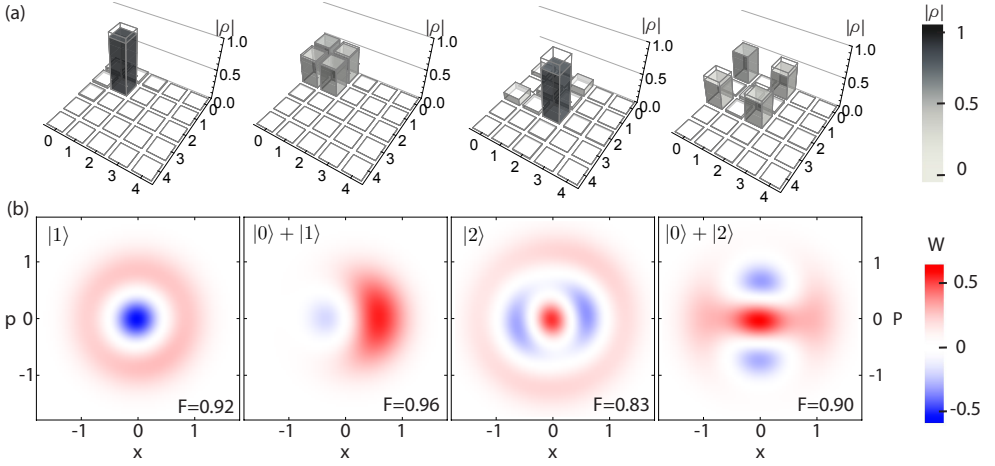 (a)
|ρ| |ρ| |ρ| |ρ| |ρ|
1.0 1.0 1.0 1.0 1
0.5 0.5 0.5 0.5 0.5
0.0 0.0 0.0 0.0 0
0 1 2 3 4 0 1 2 3 4 0 1 2 3 4 0 1 2 3 4
0 1 2 3 4 0 1 2 3 4 0 1 2 3 4 0 1 2 3 4
(b)
|1⟩ |0⟩ + |1⟩ |2⟩ |0⟩ + |2⟩
W
1 1 0.5
p 0 0 P 0
-1 -1 -0.5
F=0.92 F=0.96 F=0.83 F=0.90
-1 0 1 -1 0 1 -1 0 1 -1 0 1
x x x x